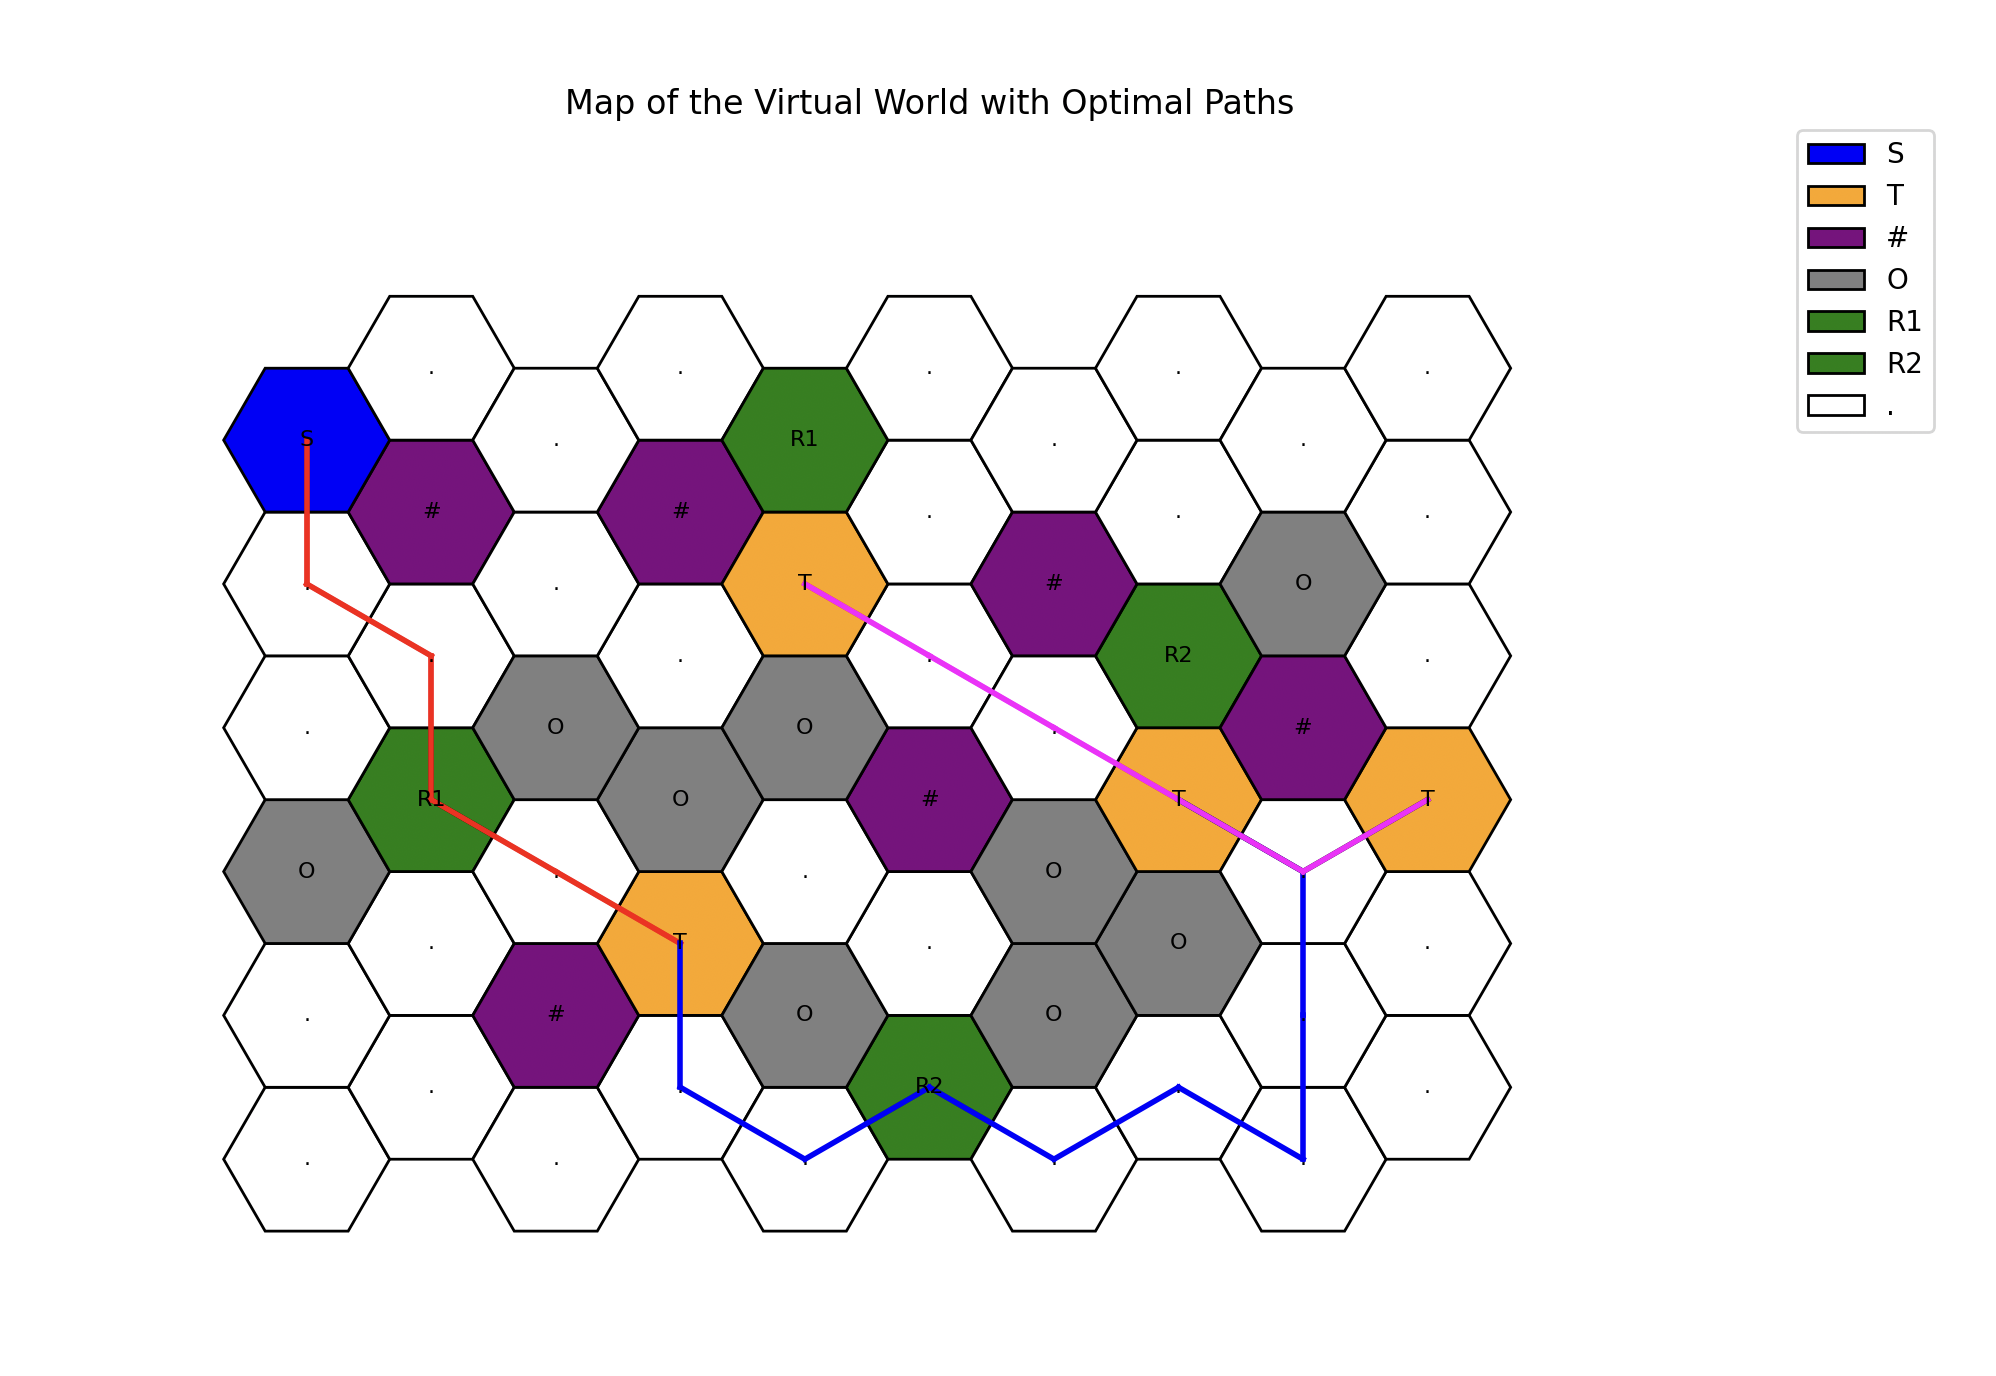 Map of the Virtual World with Optimal Paths
S
T
#
O
R1
R2
.
. . . . .
S . R1 . .
# # . . .
. . T # O
. . . R2 .
. O O . #
R1 O # T T
O . . O .
. T . O .
. # O O .
. . R2 . .
. . . . .